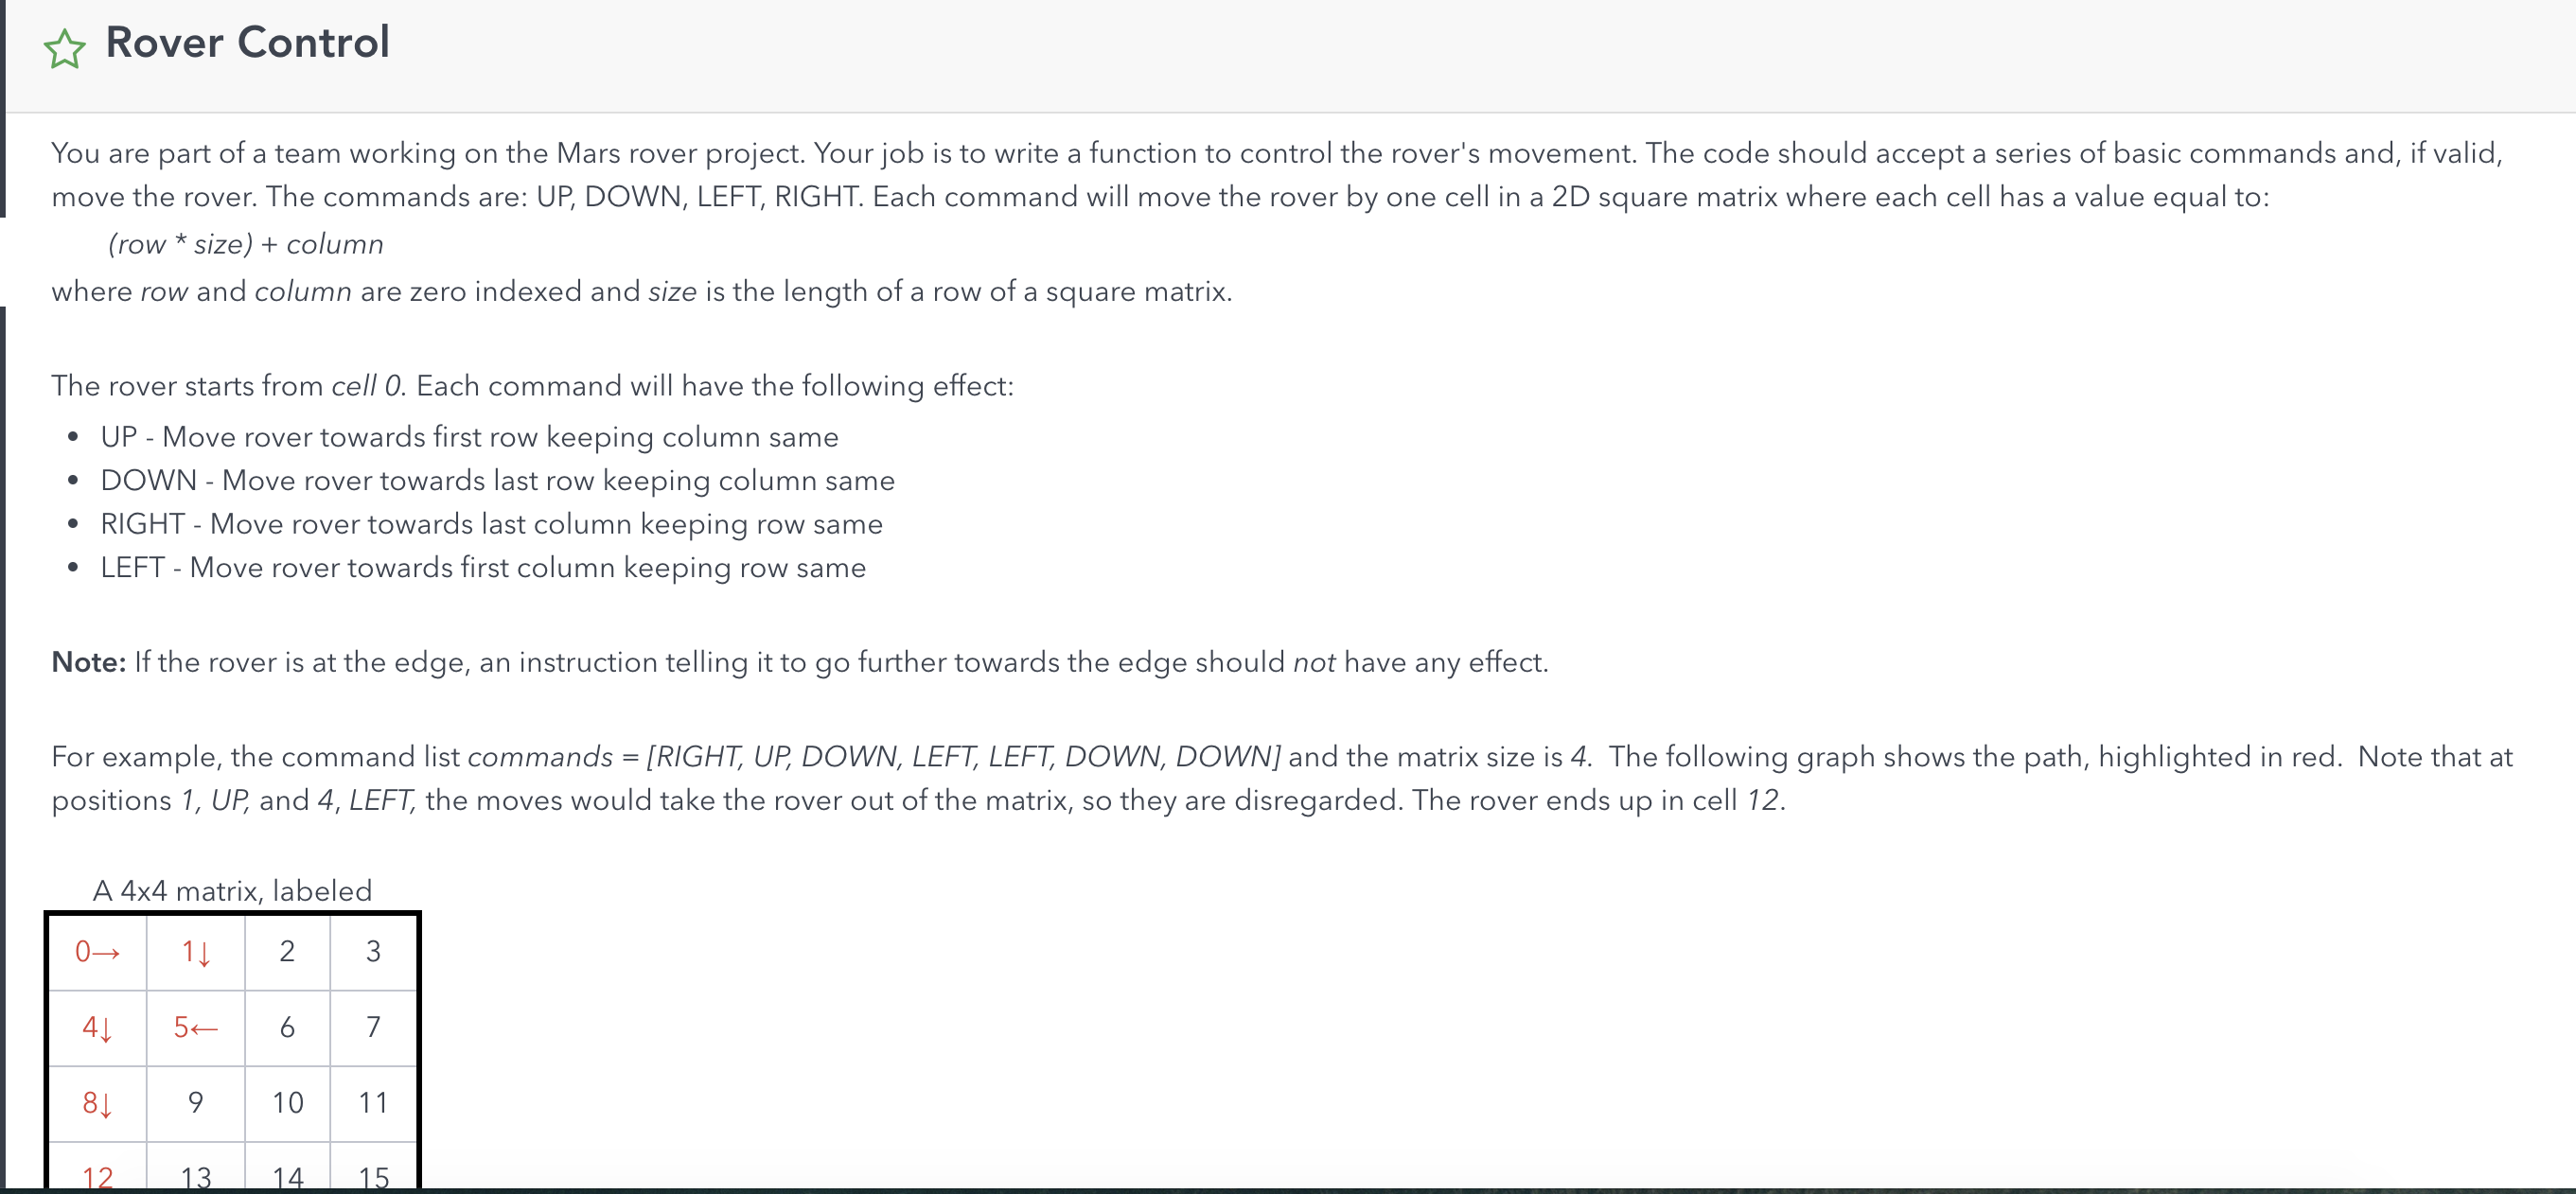 Rover Control
You are part of a team working on the Mars rover project. Your job is to write a function to control the rover's movement. The code should accept a series of basic commands and, if valid,
move the rover. The commands are: UP, DOWN, LEFT, RIGHT. Each command will move the rover by one cell in a 2D square matrix where each cell has a value equal to:
(row * size) + column
where row and column are zero indexed and size is the length of a row of a square matrix.
The rover starts from cell 0. Each command will have the following effect:
• UP - Move rover towards first row keeping column same
• DOWN - Move rover towards last row keeping column same
• RIGHT - Move rover towards last column keeping row same
• LEFT - Move rover towards first column keeping row same
Note: If the rover is at the edge, an instruction telling it to go further towards the edge should not have any effect.
For example, the command list commands = [RIGHT, UP, DOWN, LEFT, LEFT, DOWN, DOWN] and the matrix size is 4. The following graph shows the path, highlighted in red. Note that at
positions 1, UP, and 4, LEFT, the moves would take the rover out of the matrix, so they are disregarded. The rover ends up in cell 12.
A 4x4 matrix, labeled
0→ 1↓ 2 3
4↓ 5← 6 7
8↓ 9 10 11
12 13 14 15